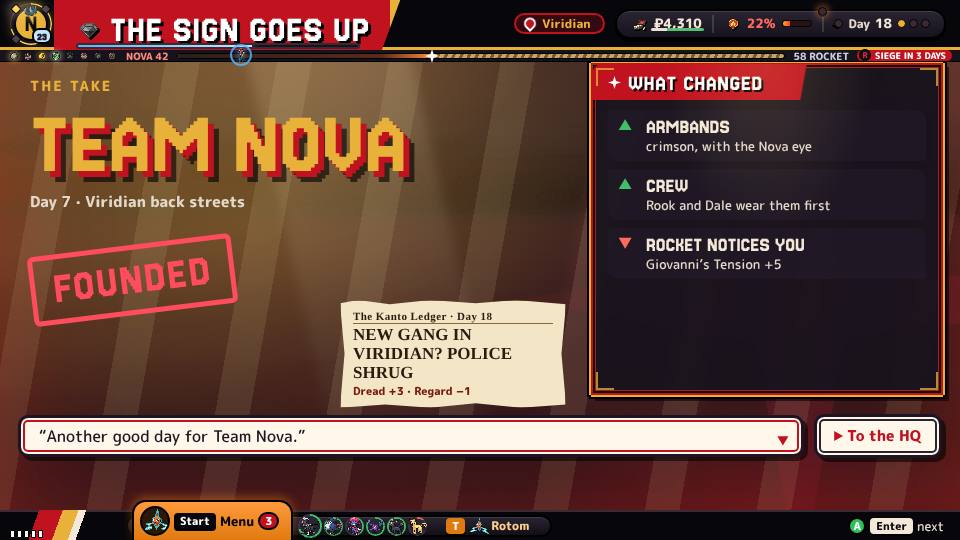 N
23
THE SIGN GOES UP
Viridian
₽4,310
22%
Day 18
NOVA 42
58 ROCKET
R SIEGE IN 3 DAYS
THE TAKE
TEAM NOVA
Day 7 · Viridian back streets
FOUNDED
WHAT CHANGED
ARMBANDS
crimson, with the Nova eye
CREW
Rook and Dale wear them first
ROCKET NOTICES YOU
Giovanni's Tension +5
The Kanto Ledger · Day 18
NEW GANG IN
VIRIDIAN? POLICE
SHRUG
Dread +3 · Regard −1
“Another good day for Team Nova.”
To the HQ
Start Menu 3
T Rotom
A Enter next